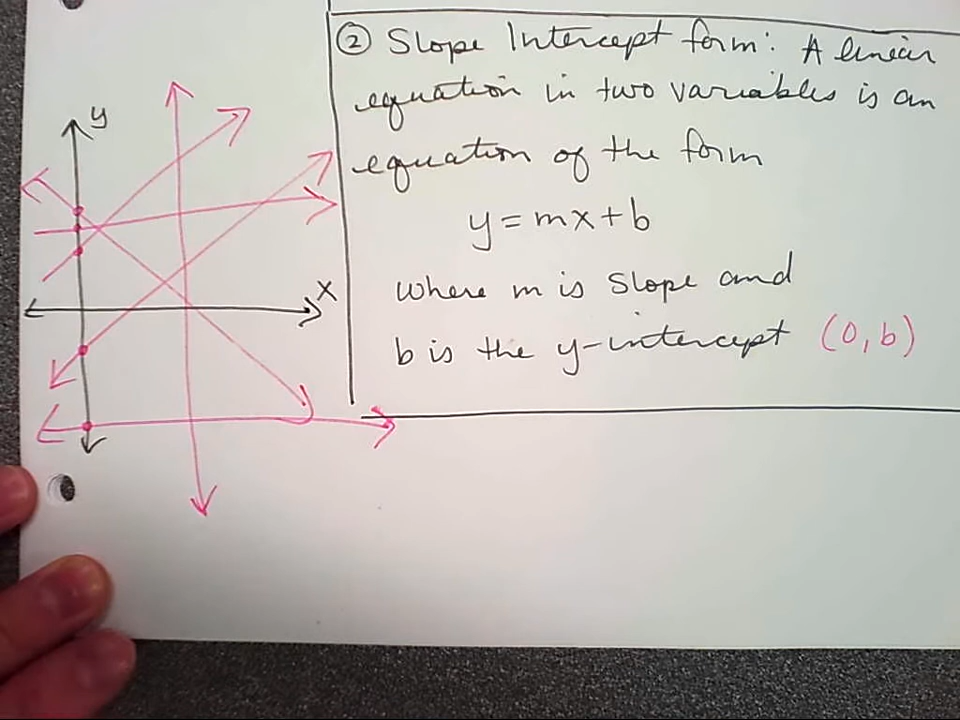 ② Slope Intercept form: A linear
equation in two variables is an
equation of the form
y = mx + b
where m is slope and
b is the y-intercept (0, b)
y
x